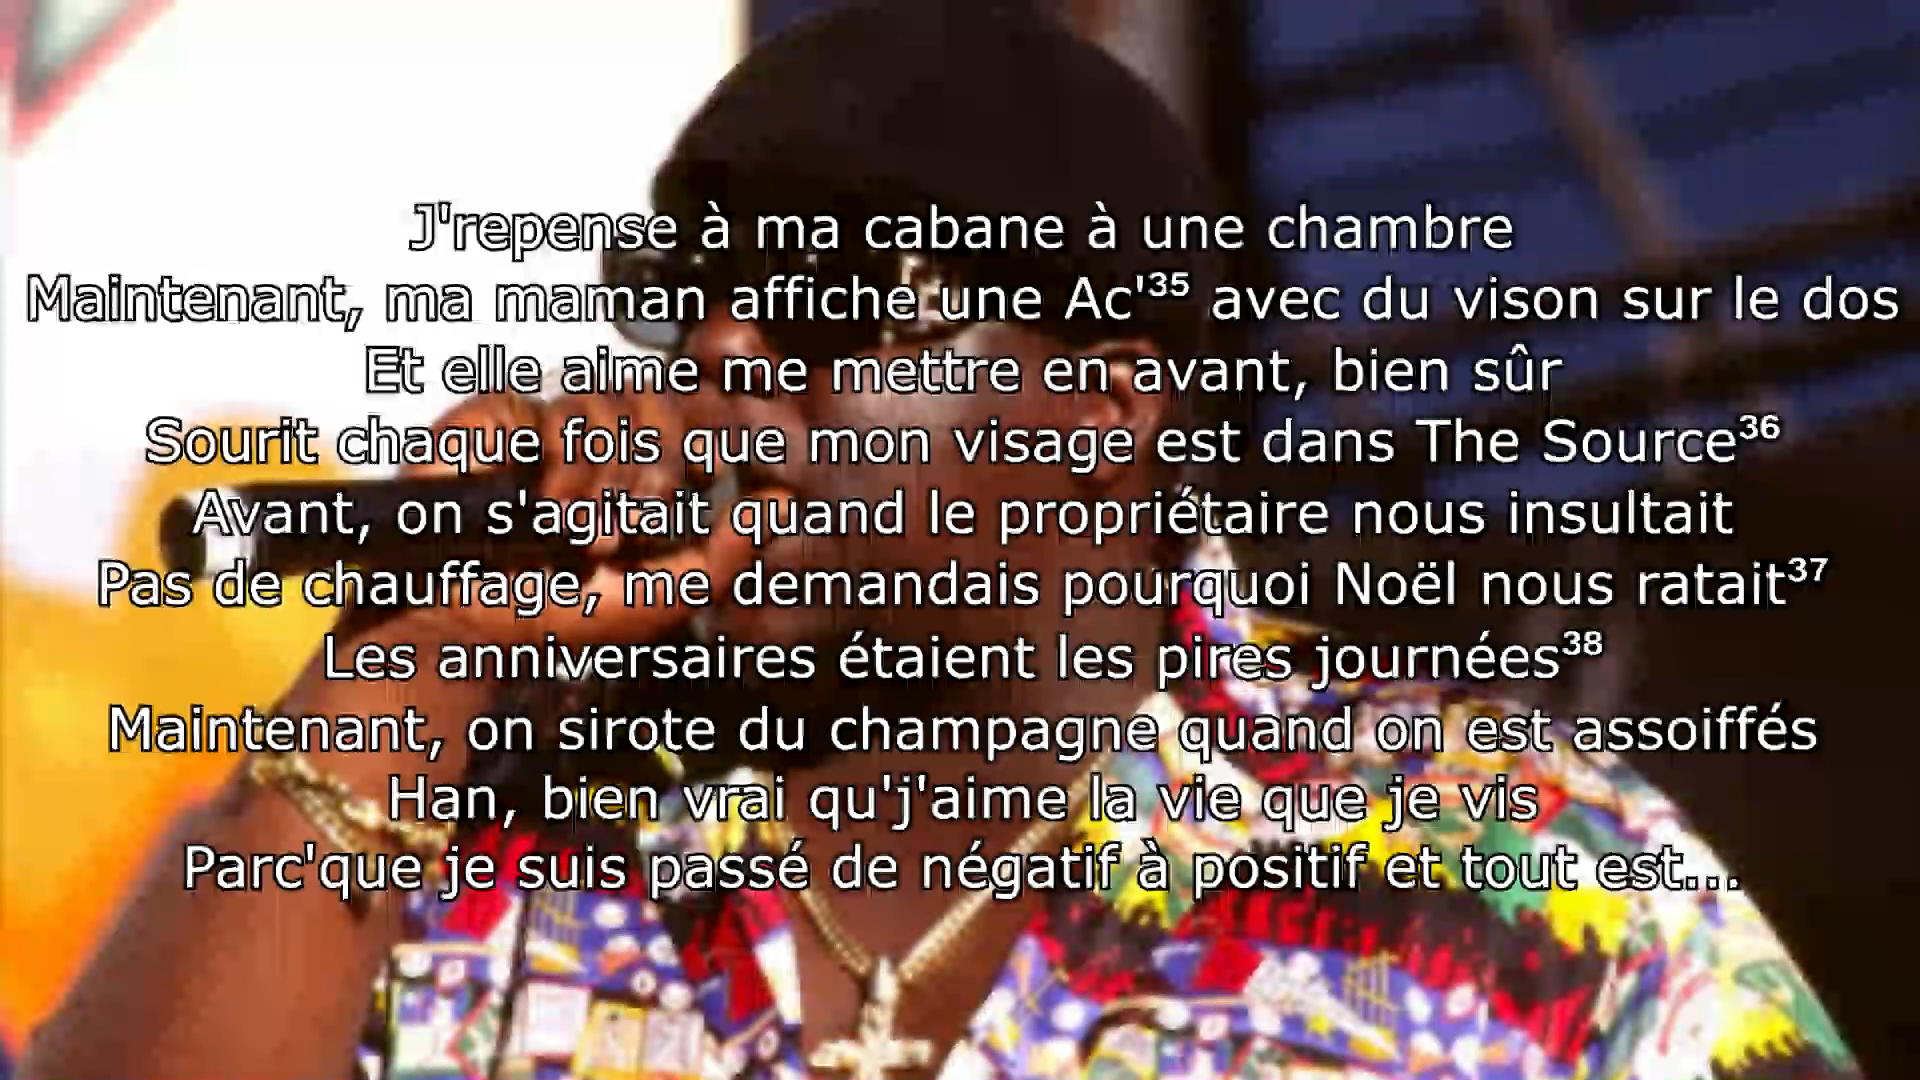 J'repense à ma cabane à une chambre
Maintenant, ma maman affiche une Ac'³⁵ avec du vison sur le dos
Et elle aime me mettre en avant, bien sûr
Sourit chaque fois que mon visage est dans The Source³⁶
Avant, on s'agitait quand le propriétaire nous insultait
Pas de chauffage, me demandais pourquoi Noël nous ratait³⁷
Les anniversaires étaient les pires journées³⁸
Maintenant, on sirote du champagne quand on est assoiffés
Han, bien vrai qu'j'aime la vie que je vis
Parc'que je suis passé de négatif à positif et tout est...